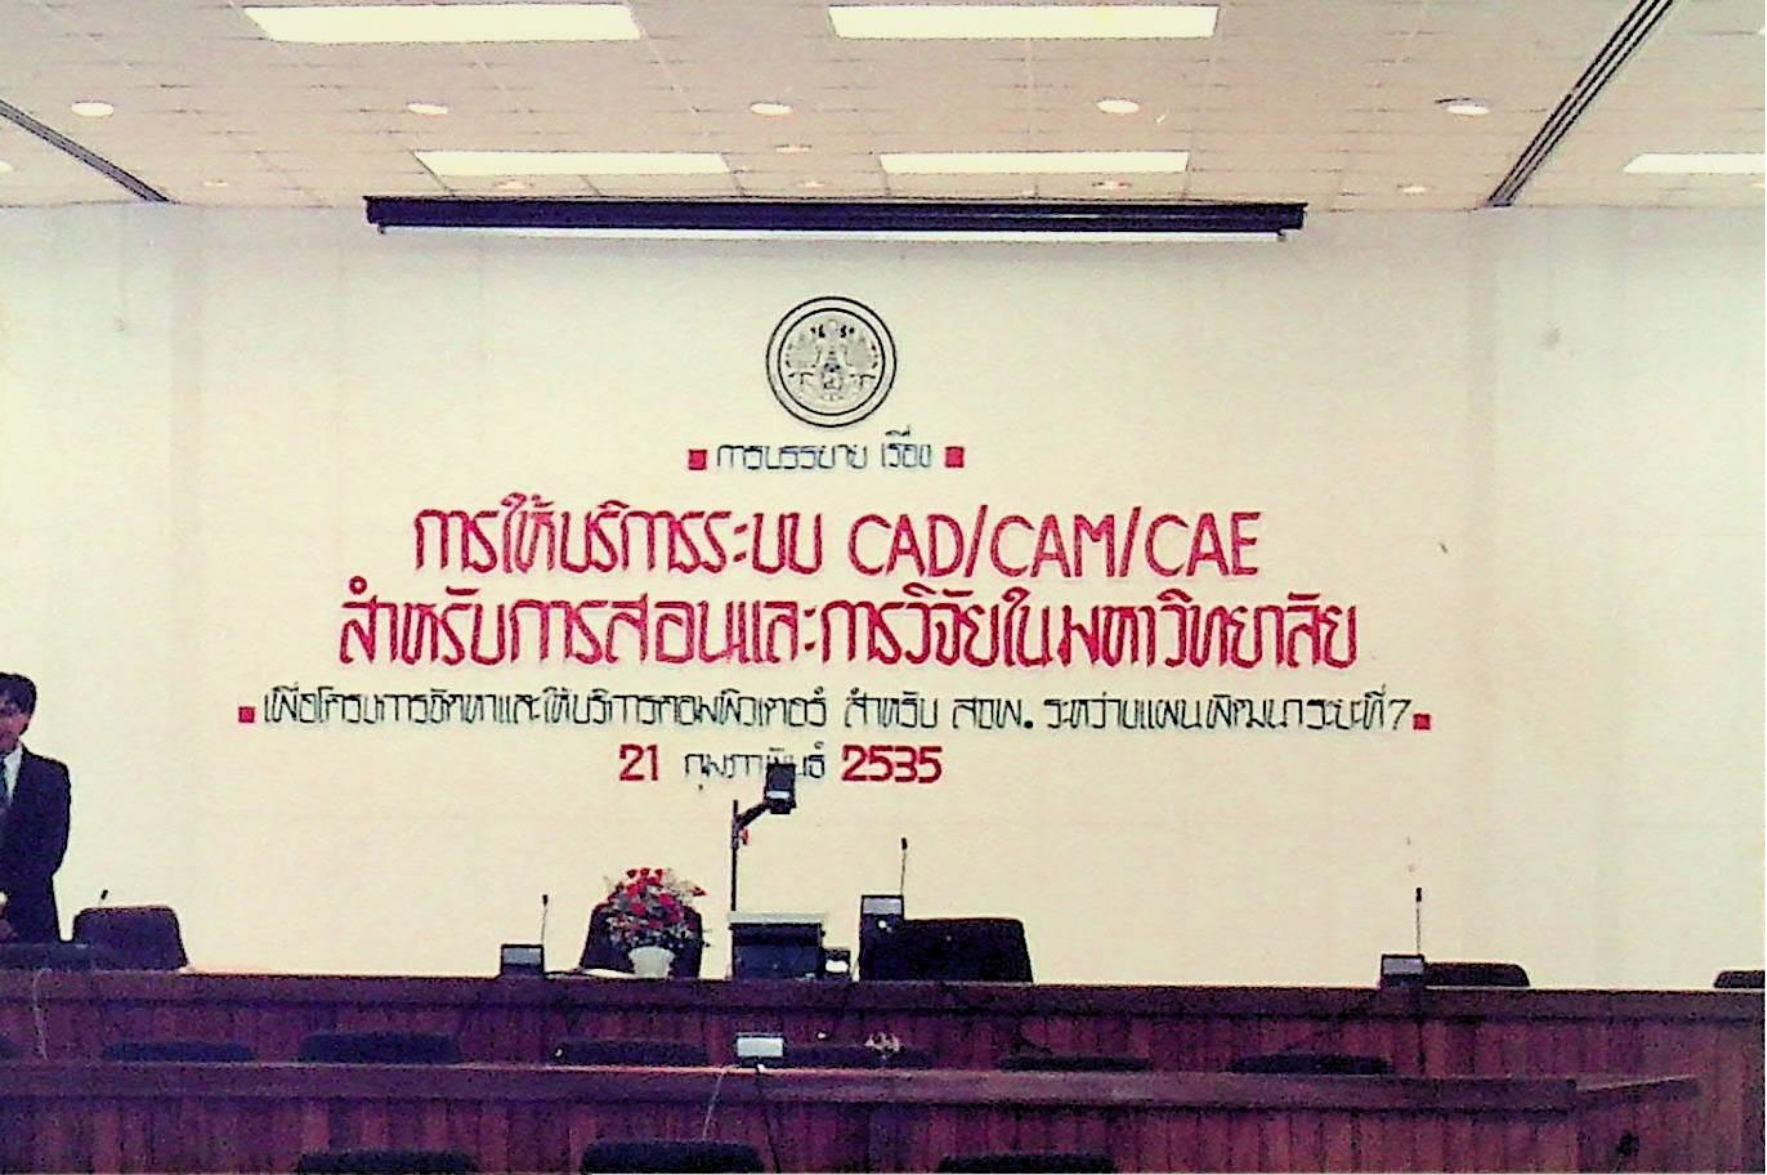 การบรรยาย เรื่อง
การให้บริการระบบ CAD/CAM/CAE
สำหรับการสอนและการวิจัยในมหาวิทยาลัย
เพื่อโครงการจัดหาและให้บริการคอมพิวเตอร์ สำหรับ สจพ. ระหว่างแผนพัฒนาระยะที่7
21 กุมภาพันธ์ 2535